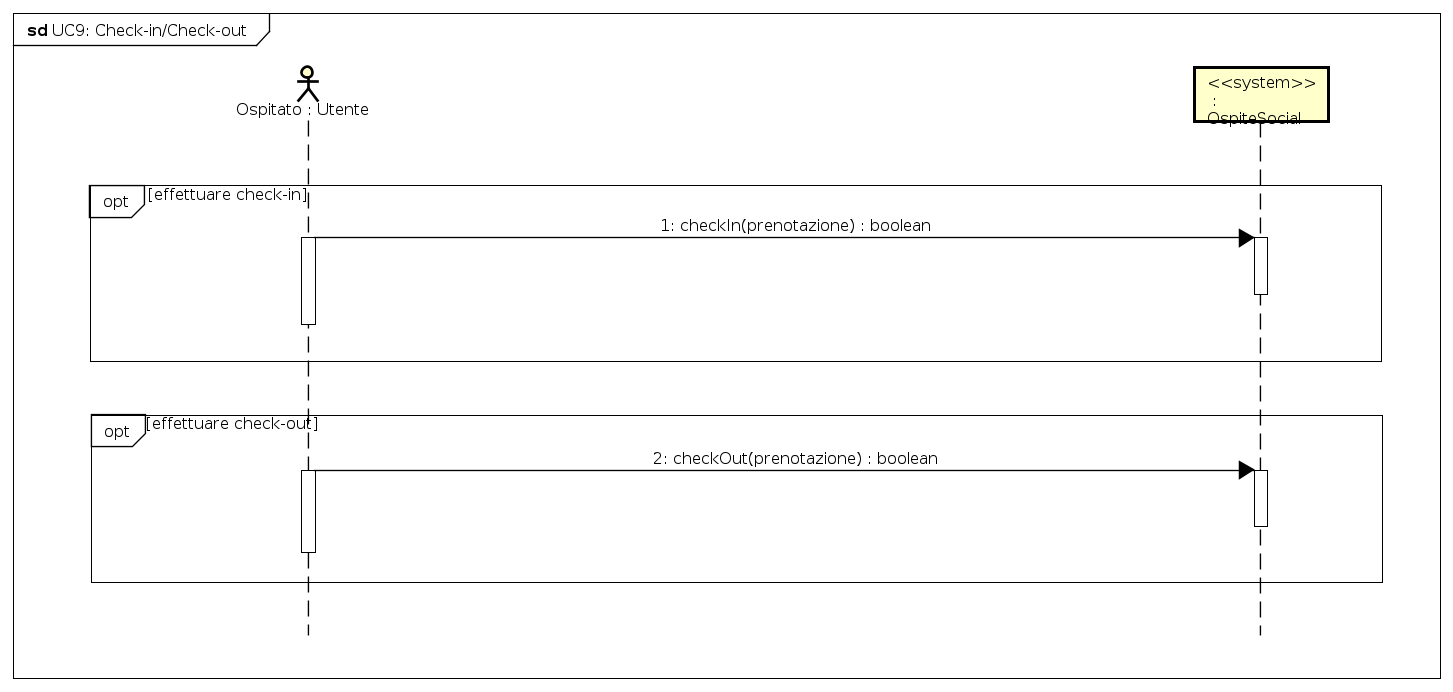 sd UC9: Check-in/Check-out
Ospitato : Utente
<<system>>
:
OspiteSocial
opt
[effettuare check-in]
1: checkIn(prenotazione) : boolean
opt
[effettuare check-out]
2: checkOut(prenotazione) : boolean